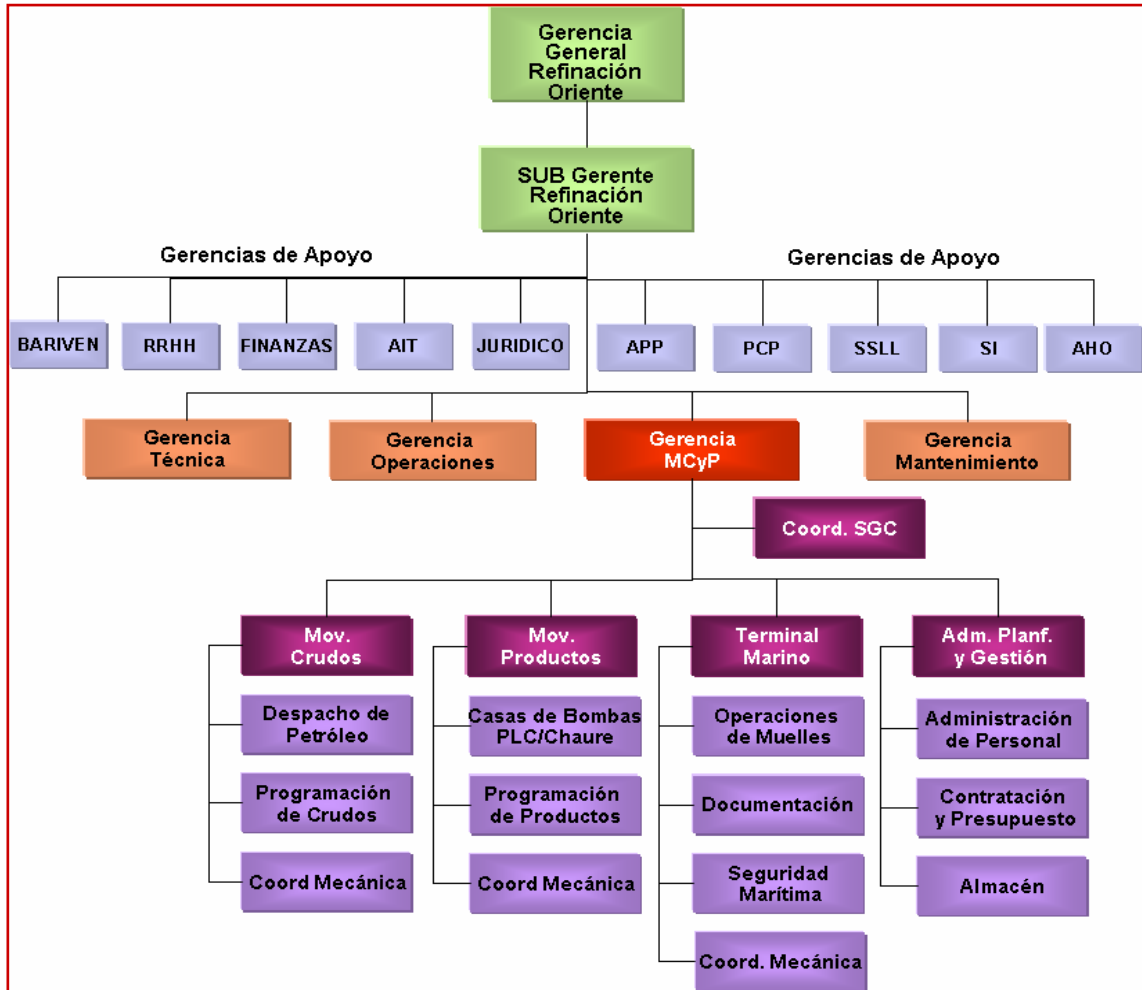 Gerencia
General
Refinación
Oriente
SUB Gerente
Refinación
Oriente
Gerencias de Apoyo
Gerencias de Apoyo
BARIVEN
RRHH
FINANZAS
AIT
JURIDICO
APP
PCP
SSLL
SI
AHO
Gerencia
Técnica
Gerencia
Operaciones
Gerencia
MCyP
Gerencia
Mantenimiento
Coord. SGC
Mov.
Crudos
Mov.
Productos
Terminal
Marino
Adm. Planf.
y Gestión
Despacho de
Petróleo
Casas de Bombas
PLC/Chaure
Operaciones
de Muelles
Administración
de Personal
Programación
de Crudos
Programación
de Productos
Documentación
Contratación
y Presupuesto
Coord Mecánica
Coord Mecánica
Seguridad
Marítima
Almacén
Coord. Mecánica